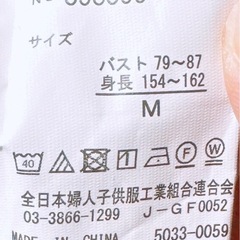 サイズ
バスト 79～87
身長 154～162
M
40
全日本婦人子供服工業組合連合会
03-3866-1299 J-GF0052
MADE IN CHINA 5033-0059